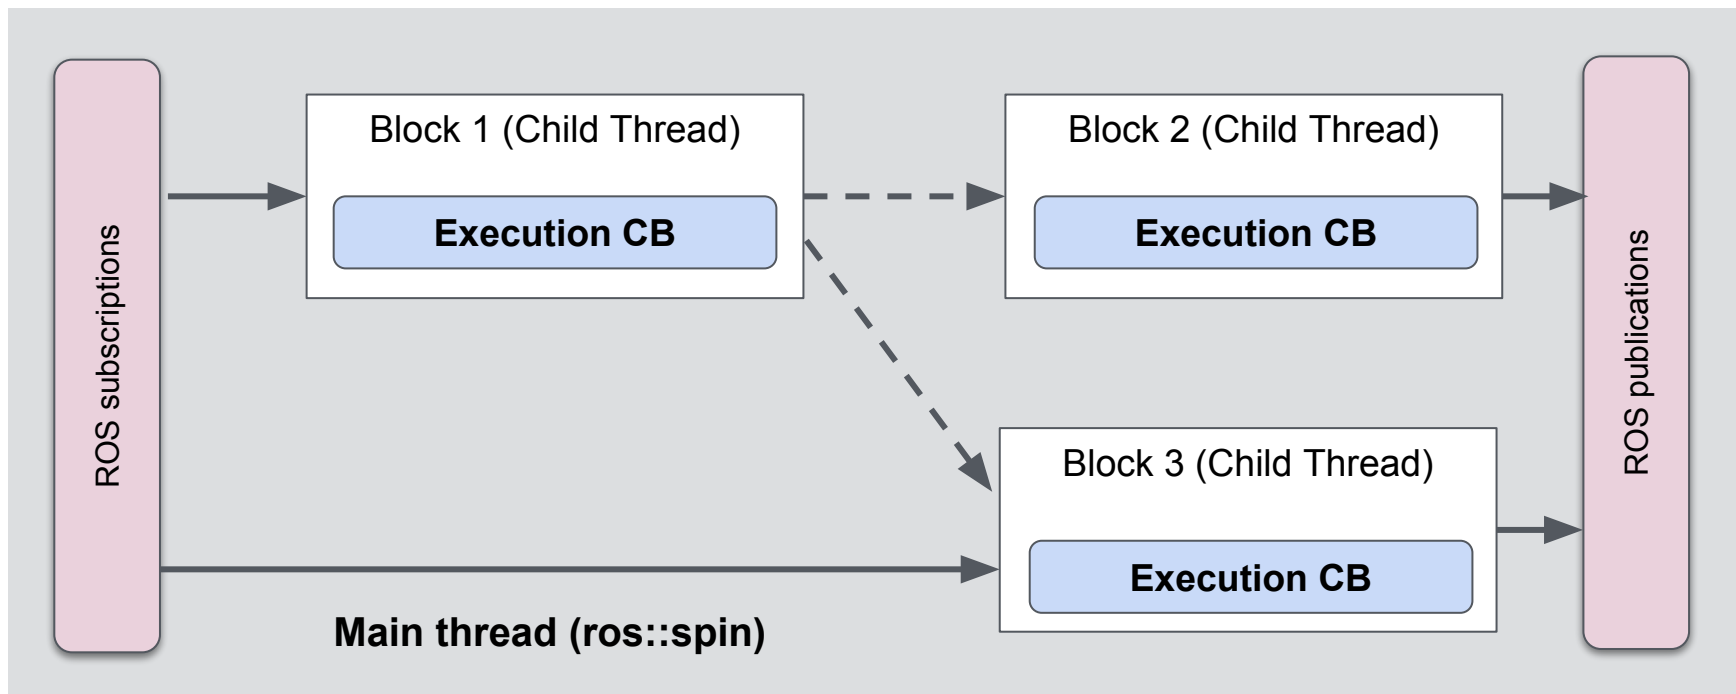 ROS subscriptions
Block 1 (Child Thread)
Execution CB
Block 2 (Child Thread)
Execution CB
Block 3 (Child Thread)
Execution CB
Main thread (ros::spin)
ROS publications